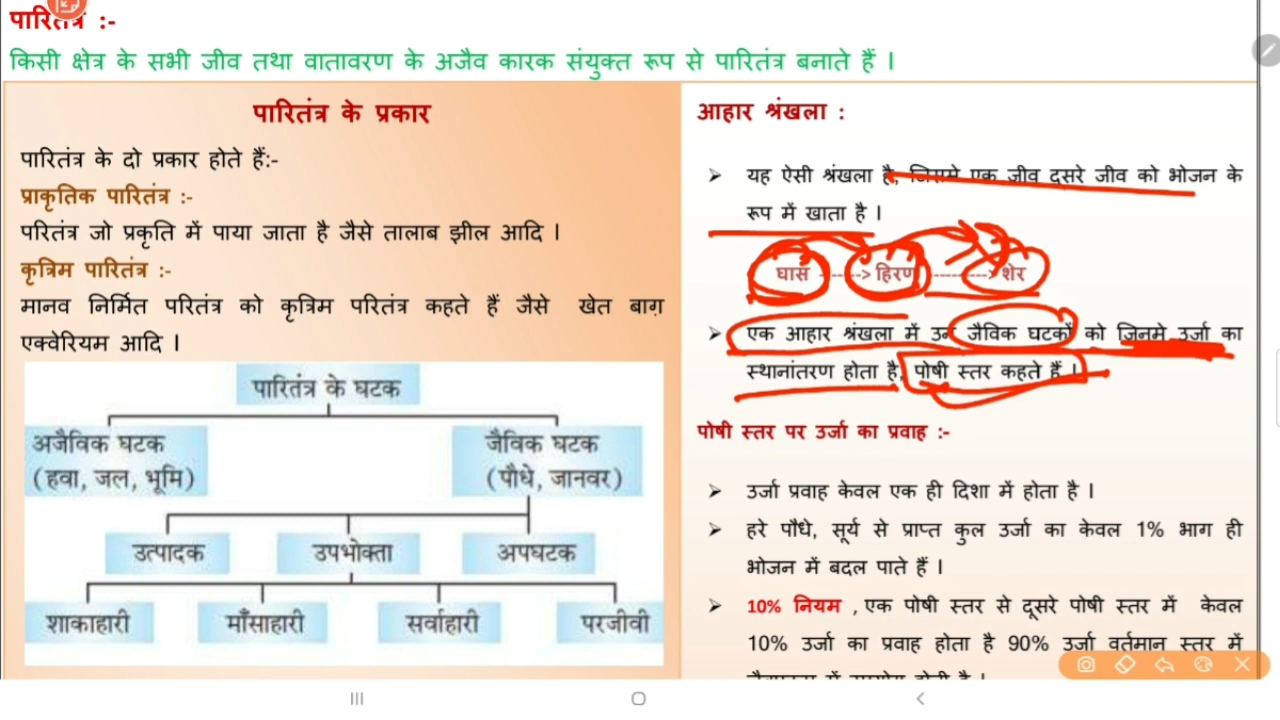 पारितंत्र :-
किसी क्षेत्र के सभी जीव तथा वातावरण के अजैव कारक संयुक्त रूप से पारितंत्र बनाते हैं ।
पारितंत्र के प्रकार
पारितंत्र के दो प्रकार होते हैं:-
प्राकृतिक पारितंत्र :-
परितंत्र जो प्रकृति में पाया जाता है जैसे तालाब झील आदि ।
कृत्रिम पारितंत्र :-
मानव निर्मित परितंत्र को कृत्रिम परितंत्र कहते हैं जैसे खेत बाग़
एक्वेरियम आदि ।
पारितंत्र के घटक
अजैविक घटक
(हवा, जल, भूमि)
जैविक घटक
(पौधे, जानवर)
उत्पादक
उपभोक्ता
अपघटक
शाकाहारी
माँसाहारी
सर्वाहारी
परजीवी
आहार श्रंखला :
यह ऐसी श्रंखला है, जिसमे एक जीव दूसरे जीव को भोजन के
रूप में खाता है ।
घास ------> हिरण ----------> शेर
एक आहार श्रंखला में उन जैविक घटकों को जिनमे उर्जा का
स्थानांतरण होता है, पोषी स्तर कहते हैं ।
पोषी स्तर पर उर्जा का प्रवाह :-
उर्जा प्रवाह केवल एक ही दिशा में होता है ।
हरे पौधे, सूर्य से प्राप्त कुल उर्जा का केवल 1% भाग ही
भोजन में बदल पाते हैं ।
10% नियम , एक पोषी स्तर से दूसरे पोषी स्तर में केवल
10% उर्जा का प्रवाह होता है 90% उर्जा वर्तमान स्तर में